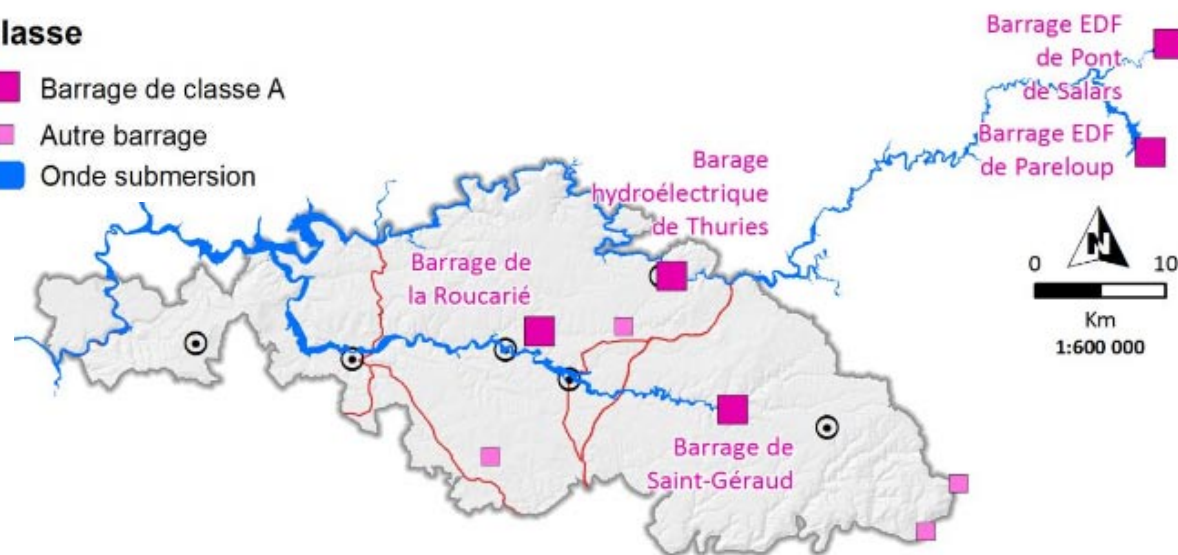 lasse
Barrage de classe A
Autre barrage
Onde submersion
Barrage EDF
de Pont
de Salars
Barrage EDF
de Pareloup
Barage
hydroélectrique
de Thuries
Barrage de
la Roucarié
Barrage de
Saint-Géraud
N
0 10
Km
1:600 000